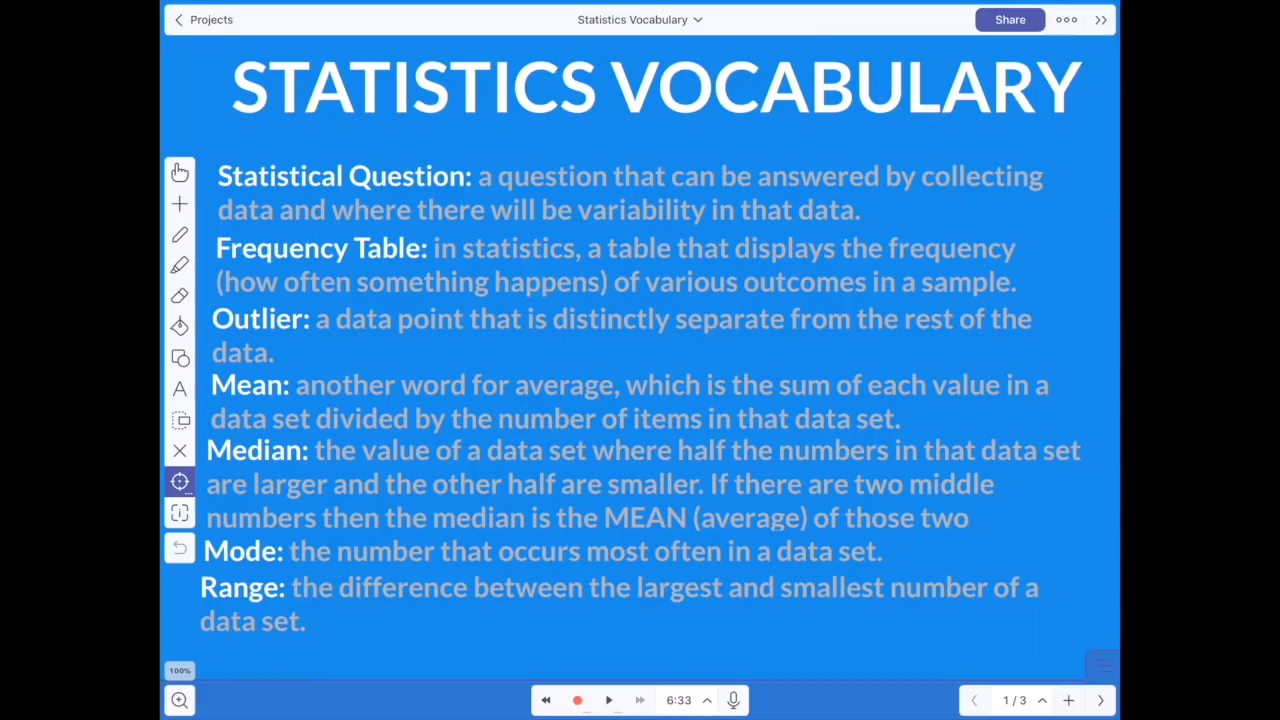 Projects
Statistics Vocabulary
Share
STATISTICS VOCABULARY
Statistical Question: a question that can be answered by collecting
data and where there will be variability in that data.
Frequency Table: in statistics, a table that displays the frequency
(how often something happens) of various outcomes in a sample.
Outlier: a data point that is distinctly separate from the rest of the
data.
Mean: another word for average, which is the sum of each value in a
data set divided by the number of items in that data set.
Median: the value of a data set where half the numbers in that data set
are larger and the other half are smaller. If there are two middle
numbers then the median is the MEAN (average) of those two
Mode: the number that occurs most often in a data set.
Range: the difference between the largest and smallest number of a
data set.
100%
6:33
1 / 3